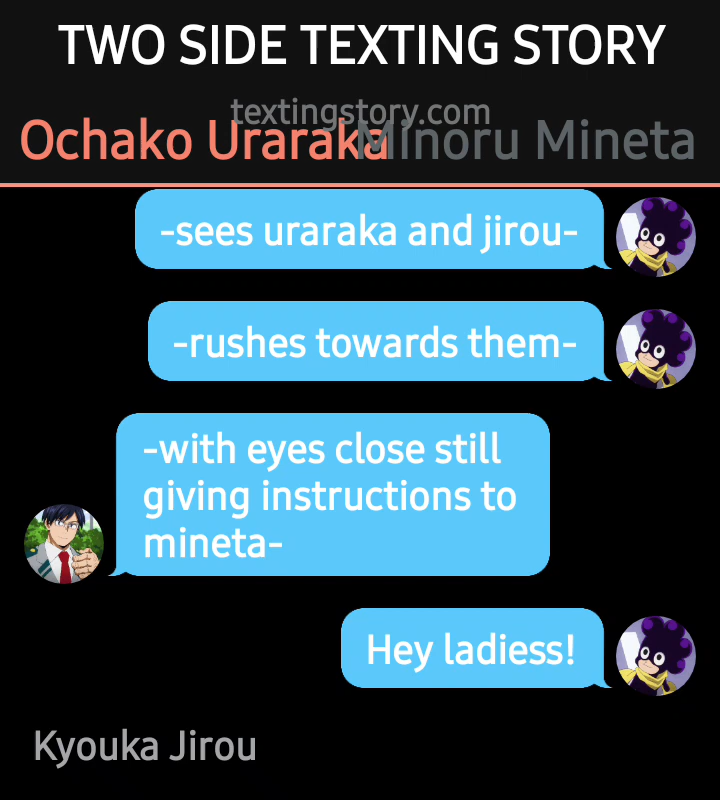 TWO SIDE TEXTING STORY
textingstory.com
Ochako Uraraka Minoru Mineta
-sees uraraka and jirou-
-rushes towards them-
-with eyes close still
giving instructions to
mineta-
Hey ladiess!
Kyouka Jirou